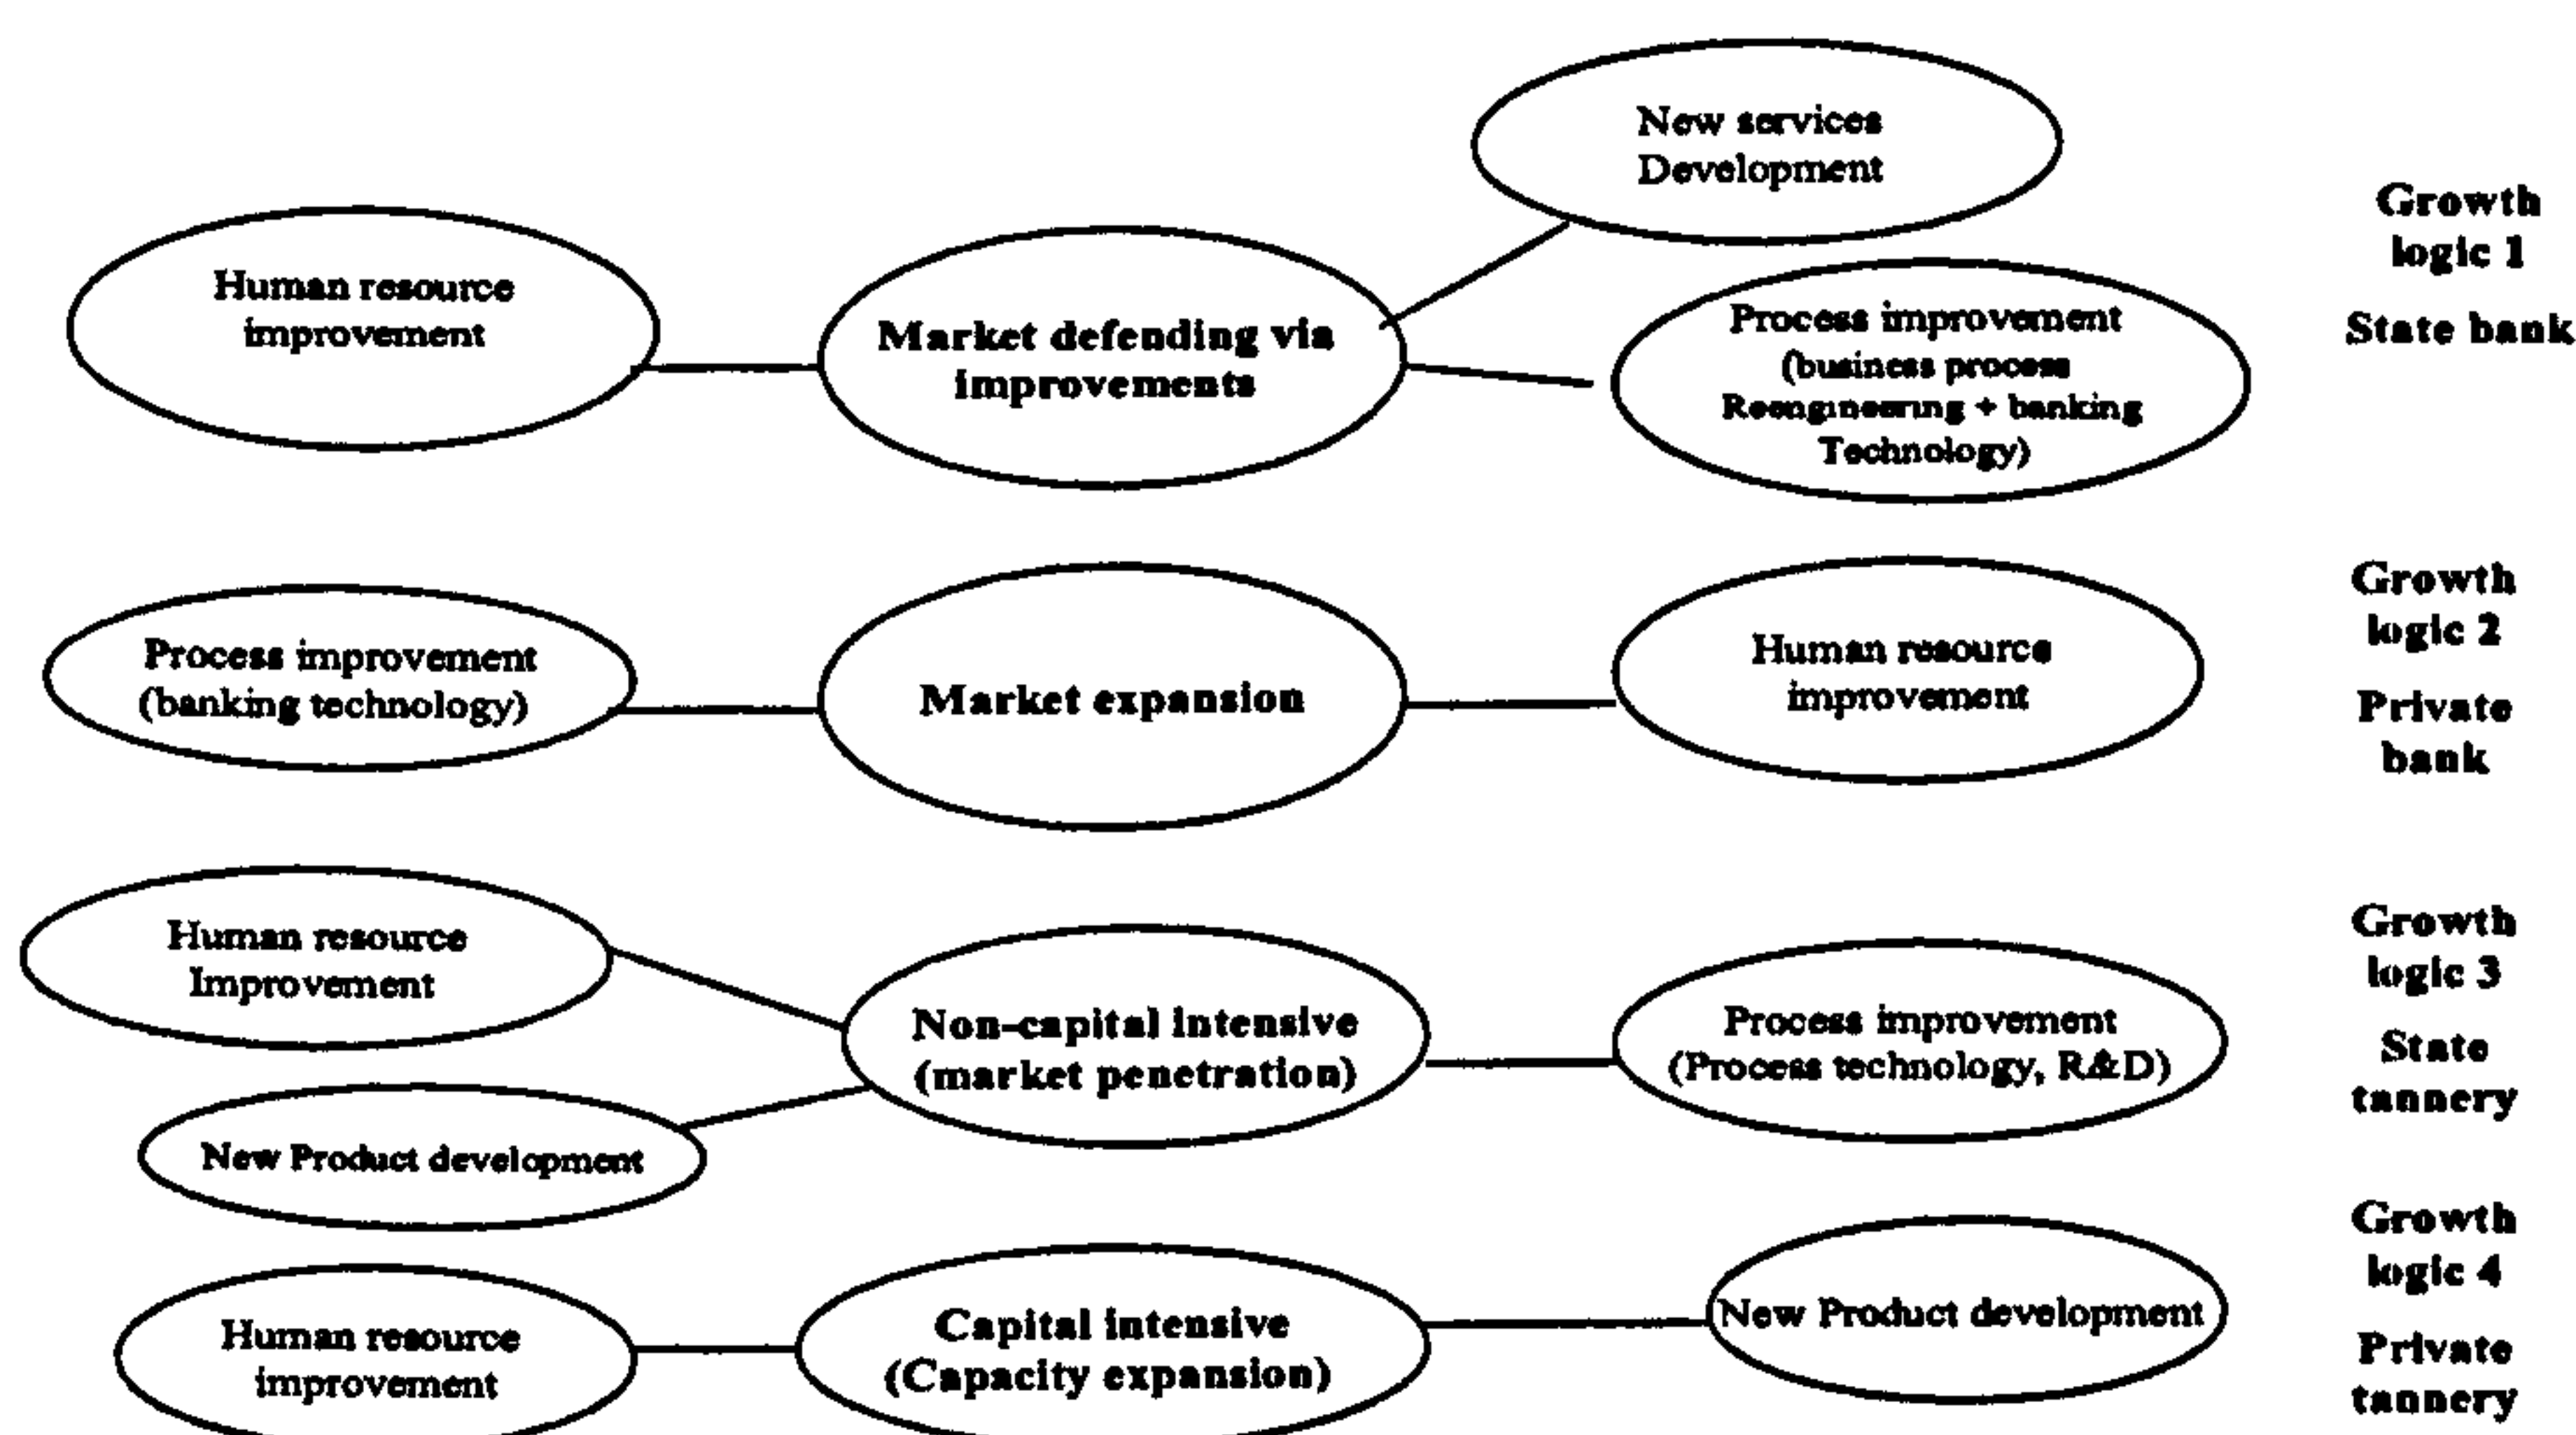 New services
Development
Human resource
improvement
Market defending via
improvements
Process improvement
(business process
Reengineering + banking
Technology)
Growth
logic 1
State bank
Process improvement
(banking technology)
Market expansion
Human resource
improvement
Growth
logic 2
Private
bank
Human resource
Improvement
New Product development
Non-capital intensive
(market penetration)
Process improvement
(Process technology, R&D)
Growth
logic 3
State
tannery
Human resource
improvement
Capital intensive
(Capacity expansion)
New Product development
Growth
logic 4
Private
tannery